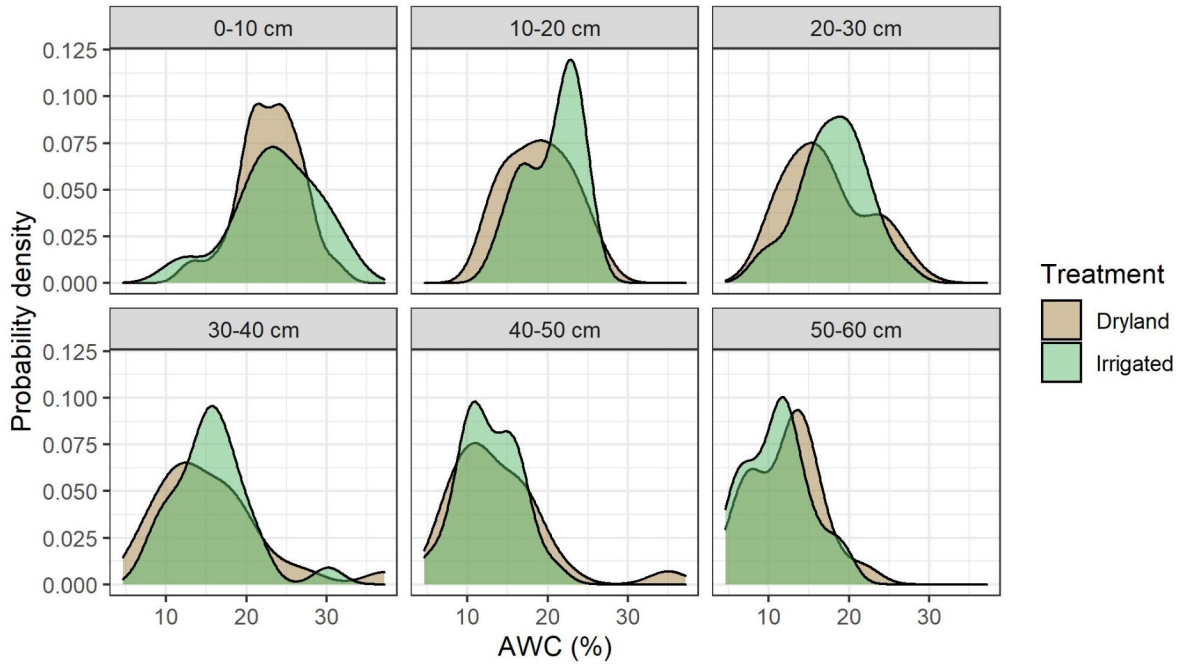 0-10 cm
10-20 cm
20-30 cm
0.125
0.100
0.075
0.050
0.025
0.000
30-40 cm
40-50 cm
50-60 cm
0.125
0.100
0.075
0.050
0.025
0.000
10 20 30
10 20 30
10 20 30
Probability density
AWC (%)
Treatment
Dryland
Irrigated